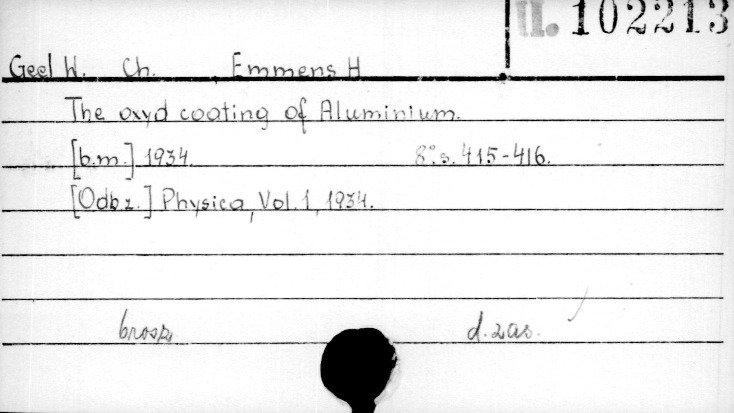 II. 102213
Geel W. Ch., Emmens H
The oxyd coating of Aluminium.
[b.m.] 1934. 8°. s. 415-416.
[Odb z.] Physica, Vol. 1, 1934.
brosz. d. zas.